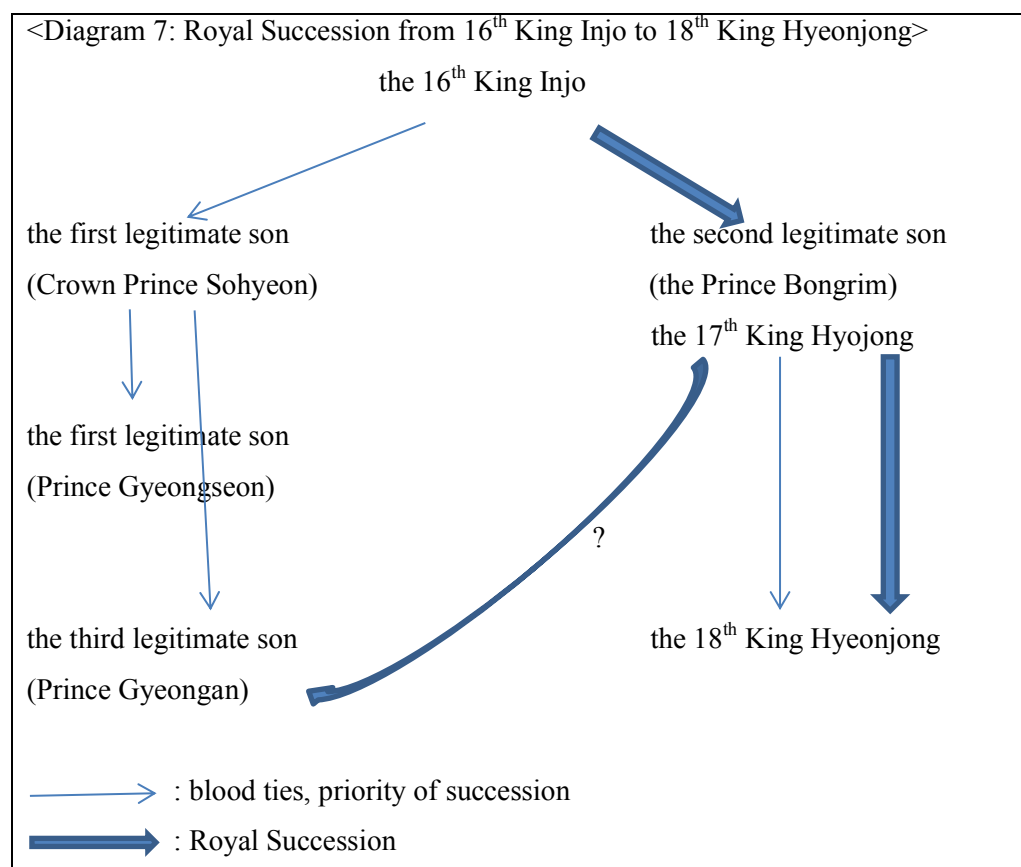 <Diagram 7: Royal Succession from 16th King Injo to 18th King Hyeonjong>
the 16th King Injo
the first legitimate son
(Crown Prince Sohyeon)
the second legitimate son
(the Prince Bongrim)
the 17th King Hyojong
the first legitimate son
(Prince Gyeongseon)
?
the third legitimate son
(Prince Gyeongan)
the 18th King Hyeonjong
: blood ties, priority of succession
: Royal Succession